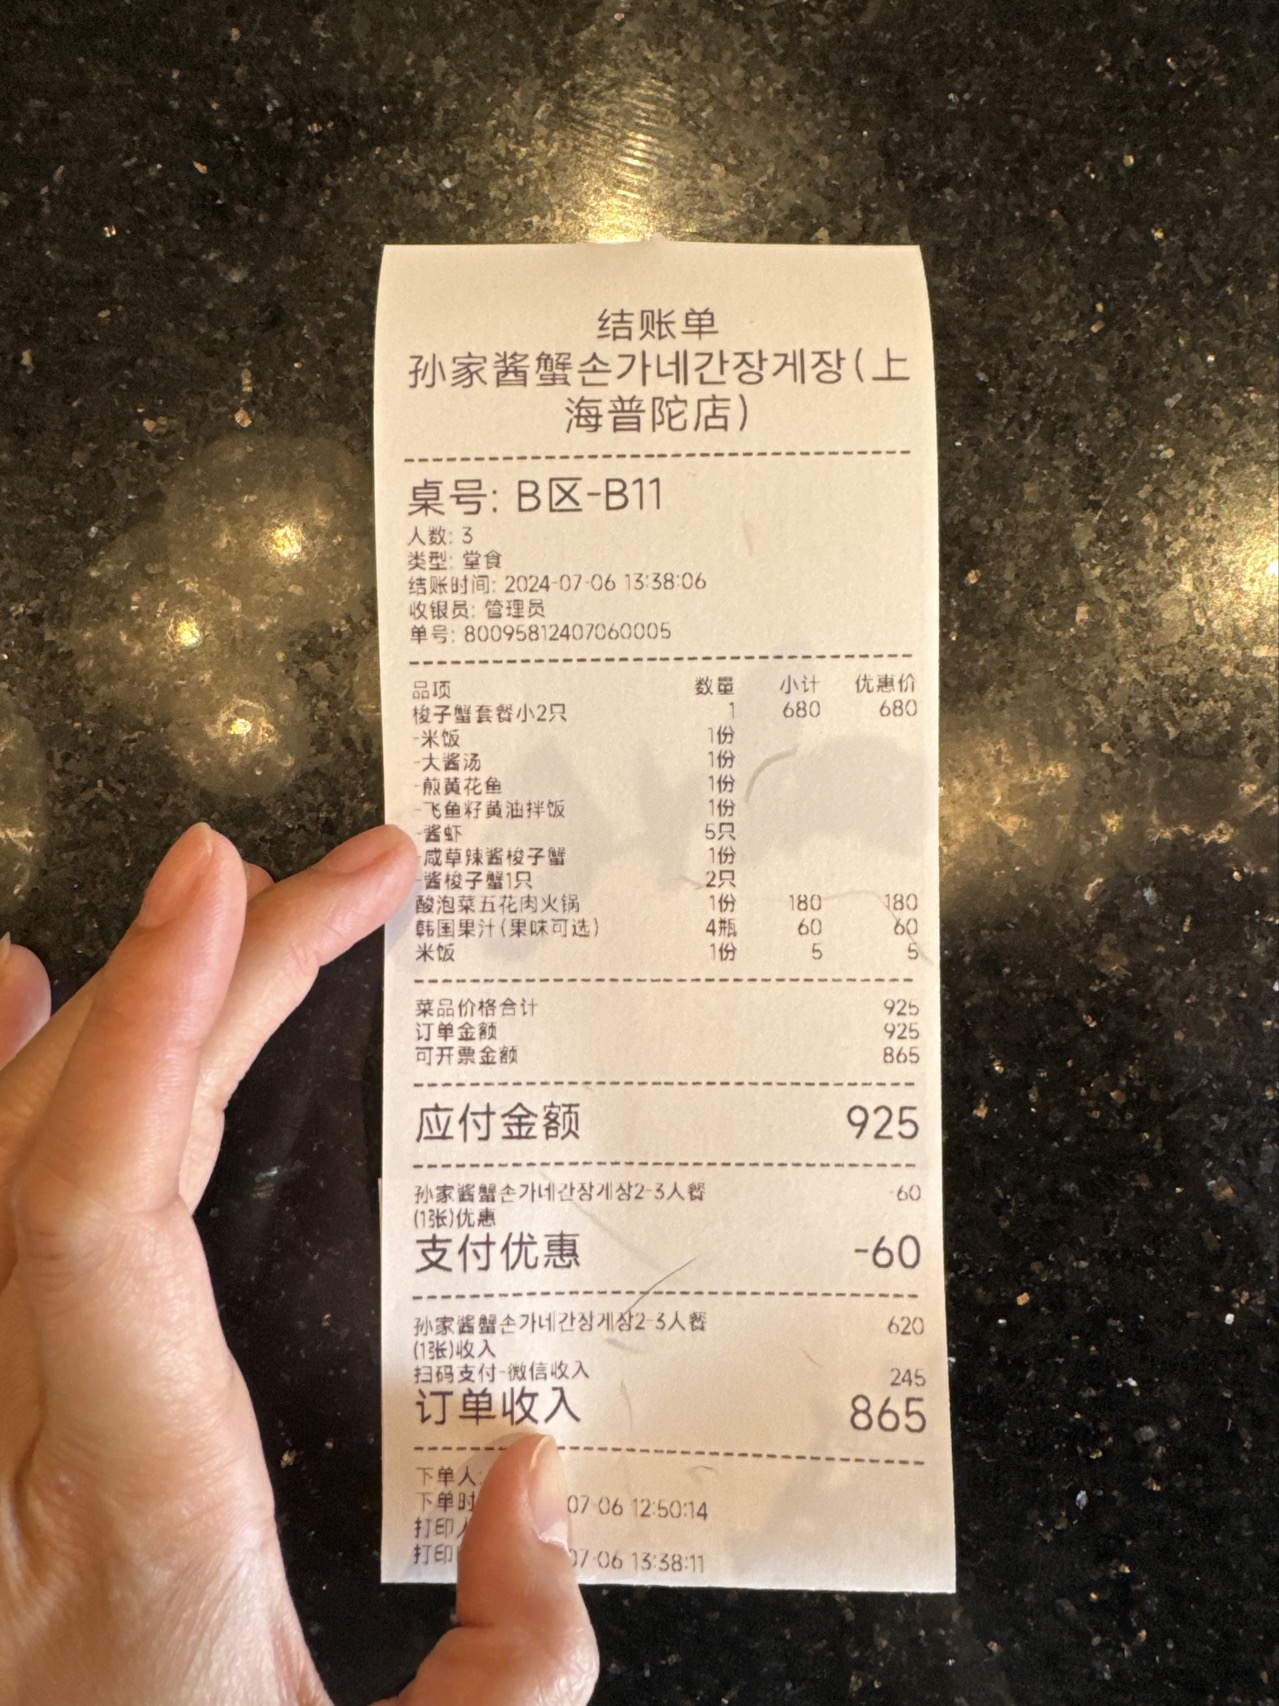 结账单
孙家酱蟹손가네간장게장(上
海普陀店)
桌号: B区-B11
人数: 3
类型: 堂食
结账时间: 2024-07-06 13:38:06
收银员: 管理员
单号: 80095812407060005
品项 数量 小计 优惠价
梭子蟹套餐小2只 1 680 680
-米饭 1份
-大酱汤 1份
-煎黄花鱼 1份
-飞鱼籽黄油拌饭 1份
-酱虾 5只
-咸草辣酱梭子蟹 1份
-酱梭子蟹1只 2只
酸泡菜五花肉火锅 1份 180 180
韩国果汁(果味可选) 4瓶 60 60
米饭 1份 5 5
菜品价格合计 925
订单金额 925
可开票金额 865
应付金额 925
孙家酱蟹손가네간장게장2-3人餐 -60
(1张)优惠
支付优惠 -60
孙家酱蟹손가네간장게장2-3人餐 620
(1张)收入
扫码支付-微信收入 245
订单收入 865
下单人:
下单时 07-06 12:50:14
打印人
打印 07-06 13:38:11